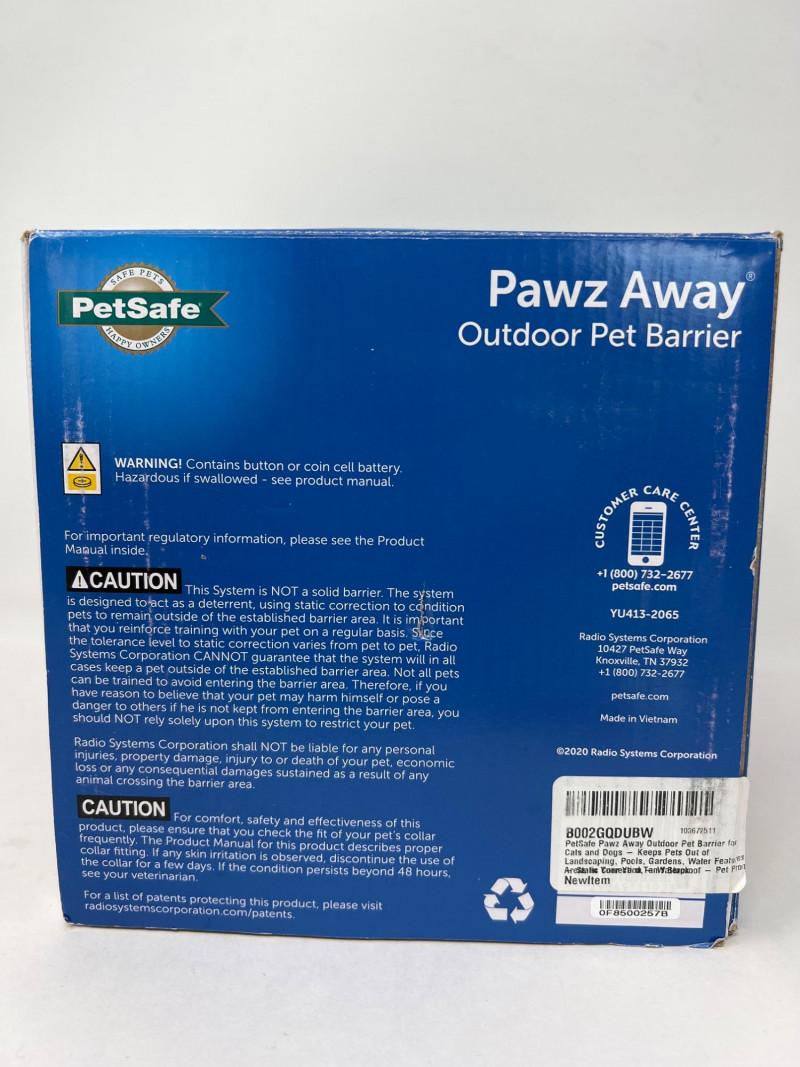 SAFE PETS
PetSafe
HAPPY OWNERS
Pawz Away®
Outdoor Pet Barrier
WARNING! Contains button or coin cell battery.
Hazardous if swallowed - see product manual.
For important regulatory information, please see the Product
Manual inside.
CAUTION This System is NOT a solid barrier. The system
is designed to act as a deterrent, using static correction to condition
pets to remain outside of the established barrier area. It is important
that you reinforce training with your pet on a regular basis. Since
the tolerance level to static correction varies from pet to pet, Radio
Systems Corporation CANNOT guarantee that the system will in all
cases keep a pet outside of the established barrier area. Not all pets
can be trained to avoid entering the barrier area. Therefore, if you
have reason to believe that your pet may harm himself or pose a
danger to others if he is not kept from entering the barrier area, you
should NOT rely solely upon this system to restrict your pet.
Radio Systems Corporation shall NOT be liable for any personal
injuries, property damage, injury to or death of your pet, economic
loss or any consequential damages sustained as a result of any
animal crossing the barrier area.
CAUTION For comfort, safety and effectiveness of this
product, please ensure that you check the fit of your pet's collar
frequently. The Product Manual for this product describes proper
collar fitting. If any skin irritation is observed, discontinue the use of
the collar for a few days. If the condition persists beyond 48 hours,
see your veterinarian.
For a list of patents protecting this product, please visit
radiosystemscorporation.com/patents.
CUSTOMER CARE CENTER
+1 (800) 732-2677
petsafe.com
YU413-2065
Radio Systems Corporation
10427 PetSafe Way
Knoxville, TN 37932
+1 (800) 732-2677
petsafe.com
Made in Vietnam
©2020 Radio Systems Corporation
B002GQDUBW
PetSafe Pawz Away Outdoor Pet Barrier for
Cats and Dogs – Keeps Pets Out of
Landscaping, Pools, Gardens, Water Features
– Pet Proof
NewItem
0F8500257B